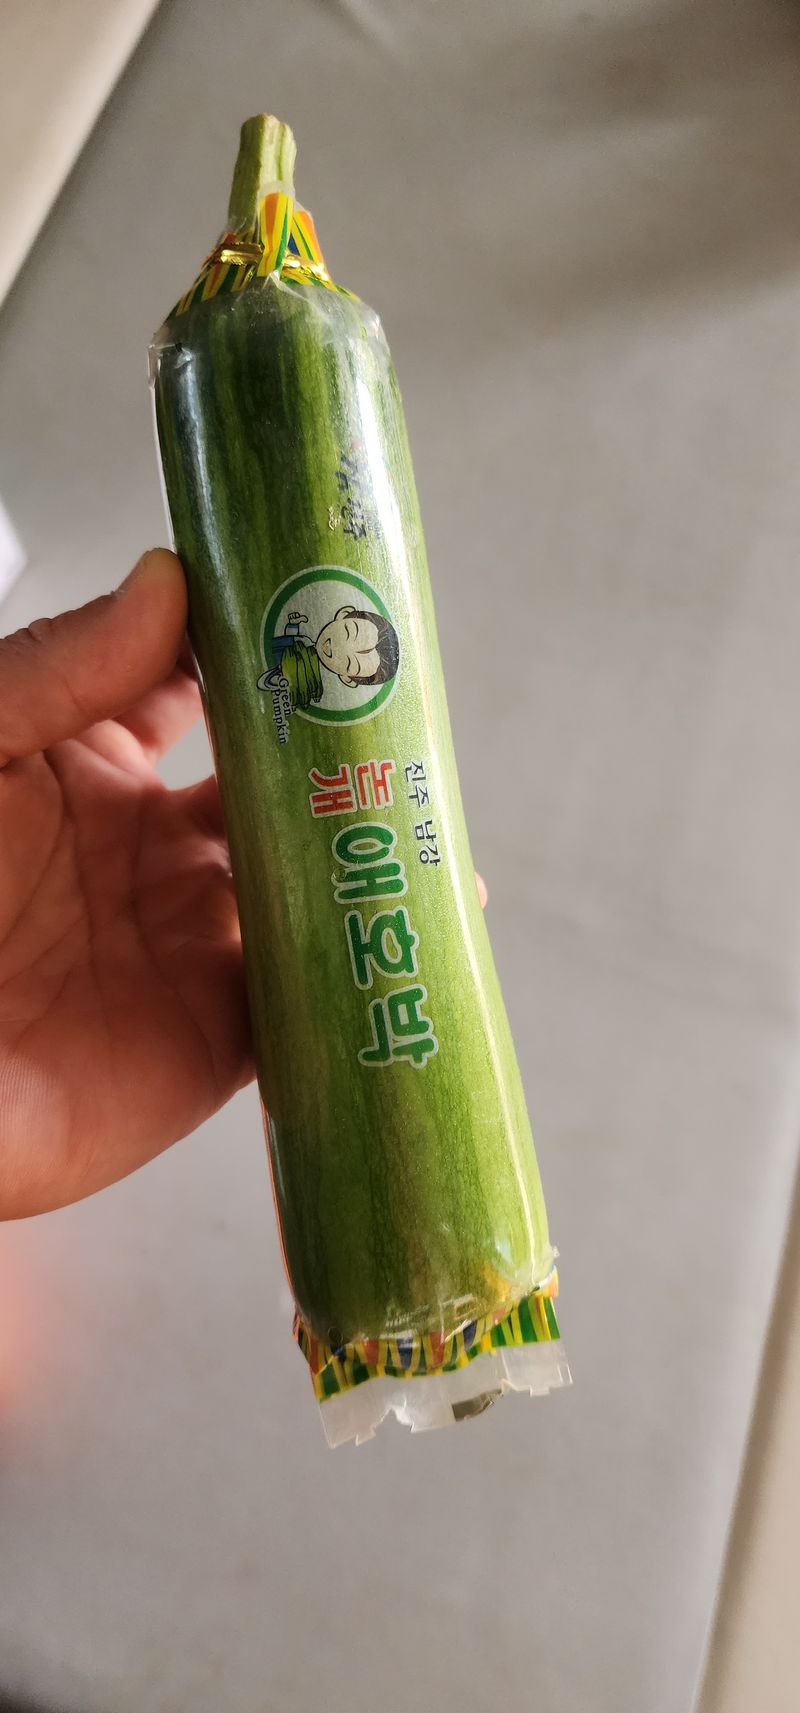 Green
Pumpkin
진주 남강
논개
애호박